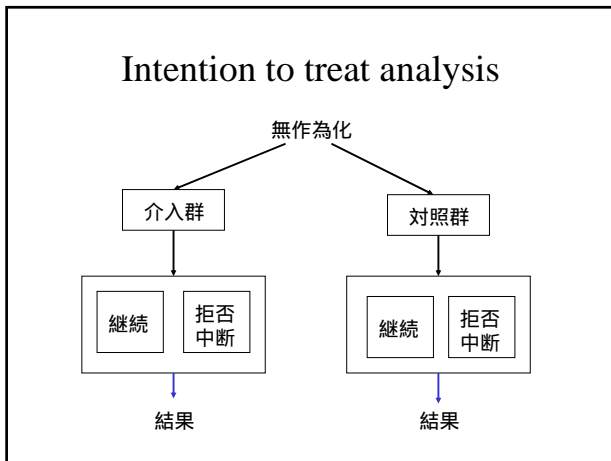 Intention to treat analysis
無作為化
介入群
対照群
継続
拒否
中断
継続
拒否
中断
結果
結果